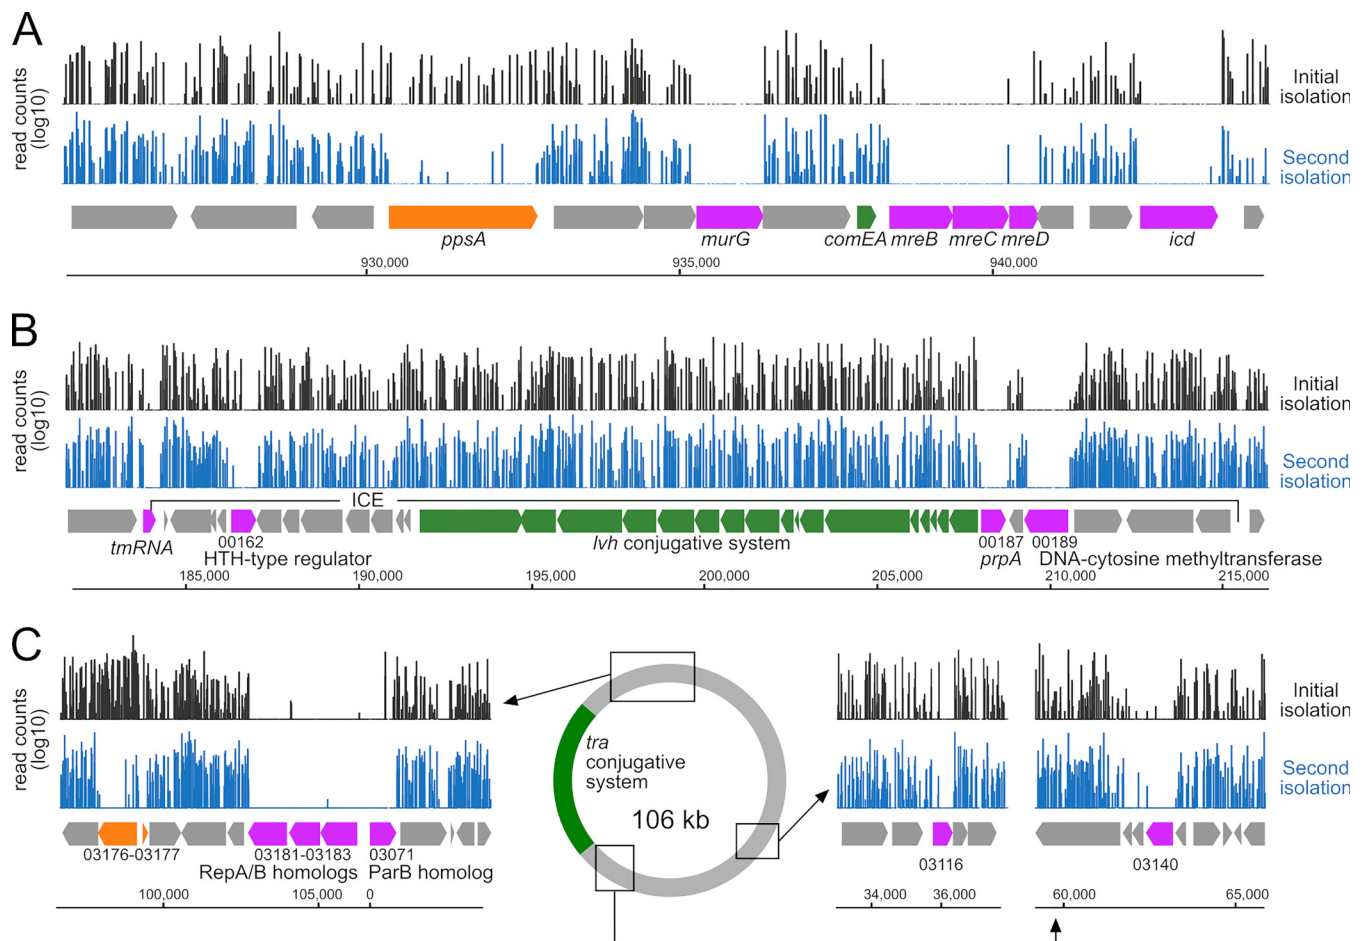 A
read counts
(log10)
Initial
isolation
Second
isolation
ppsA
murG
comEA
mreB
mreC
mreD
icd
930,000
935,000
940,000
B
read counts
(log10)
Initial
isolation
Second
isolation
ICE
tmRNA
00162
HTH-type regulator
lvh conjugative system
00187
prpA
00189
DNA-cytosine methyltransferase
185,000
190,000
195,000
200,000
205,000
210,000
215,000
C
read counts
(log10)
Initial
isolation
Second
isolation
tra
conjugative
system
106 kb
03176-03177
03181-03183
RepA/B homologs
03071
ParB homolog
03116
03140
100,000
105,000
0
34,000
36,000
60,000
65,000